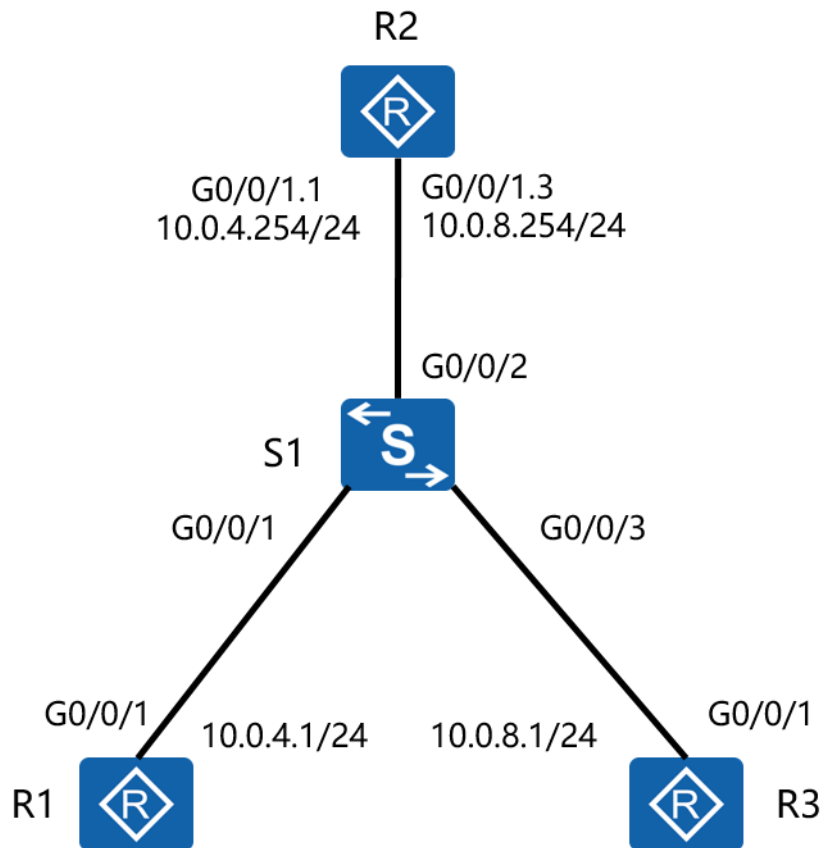 R2
R
G0/0/1.1
10.0.4.254/24
G0/0/1.3
10.0.8.254/24
G0/0/2
S1
S
G0/0/1
G0/0/3
G0/0/1
10.0.4.1/24
10.0.8.1/24
G0/0/1
R1
R
R
R3